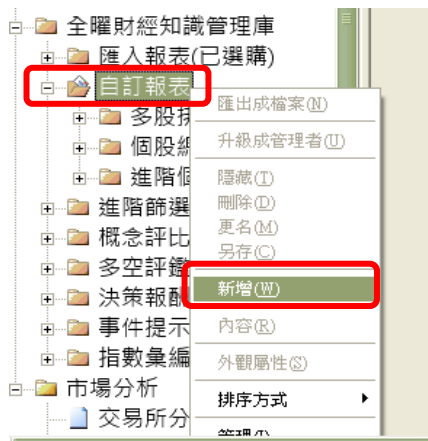 全曜財經知識管理庫
匯入報表(已選購)
自訂報表
多股
個股
進階個
進階篩選
概念評比
多空評鑑
決策報酬
事件提示
指數彙編
市場分析
交易所分
匯出成檔案(N)
升級成管理者(U)
隱藏(T)
刪除(D)
更名(M)
另存(C)
新增(W)
內容(R)
外觀屬性(S)
排序方式